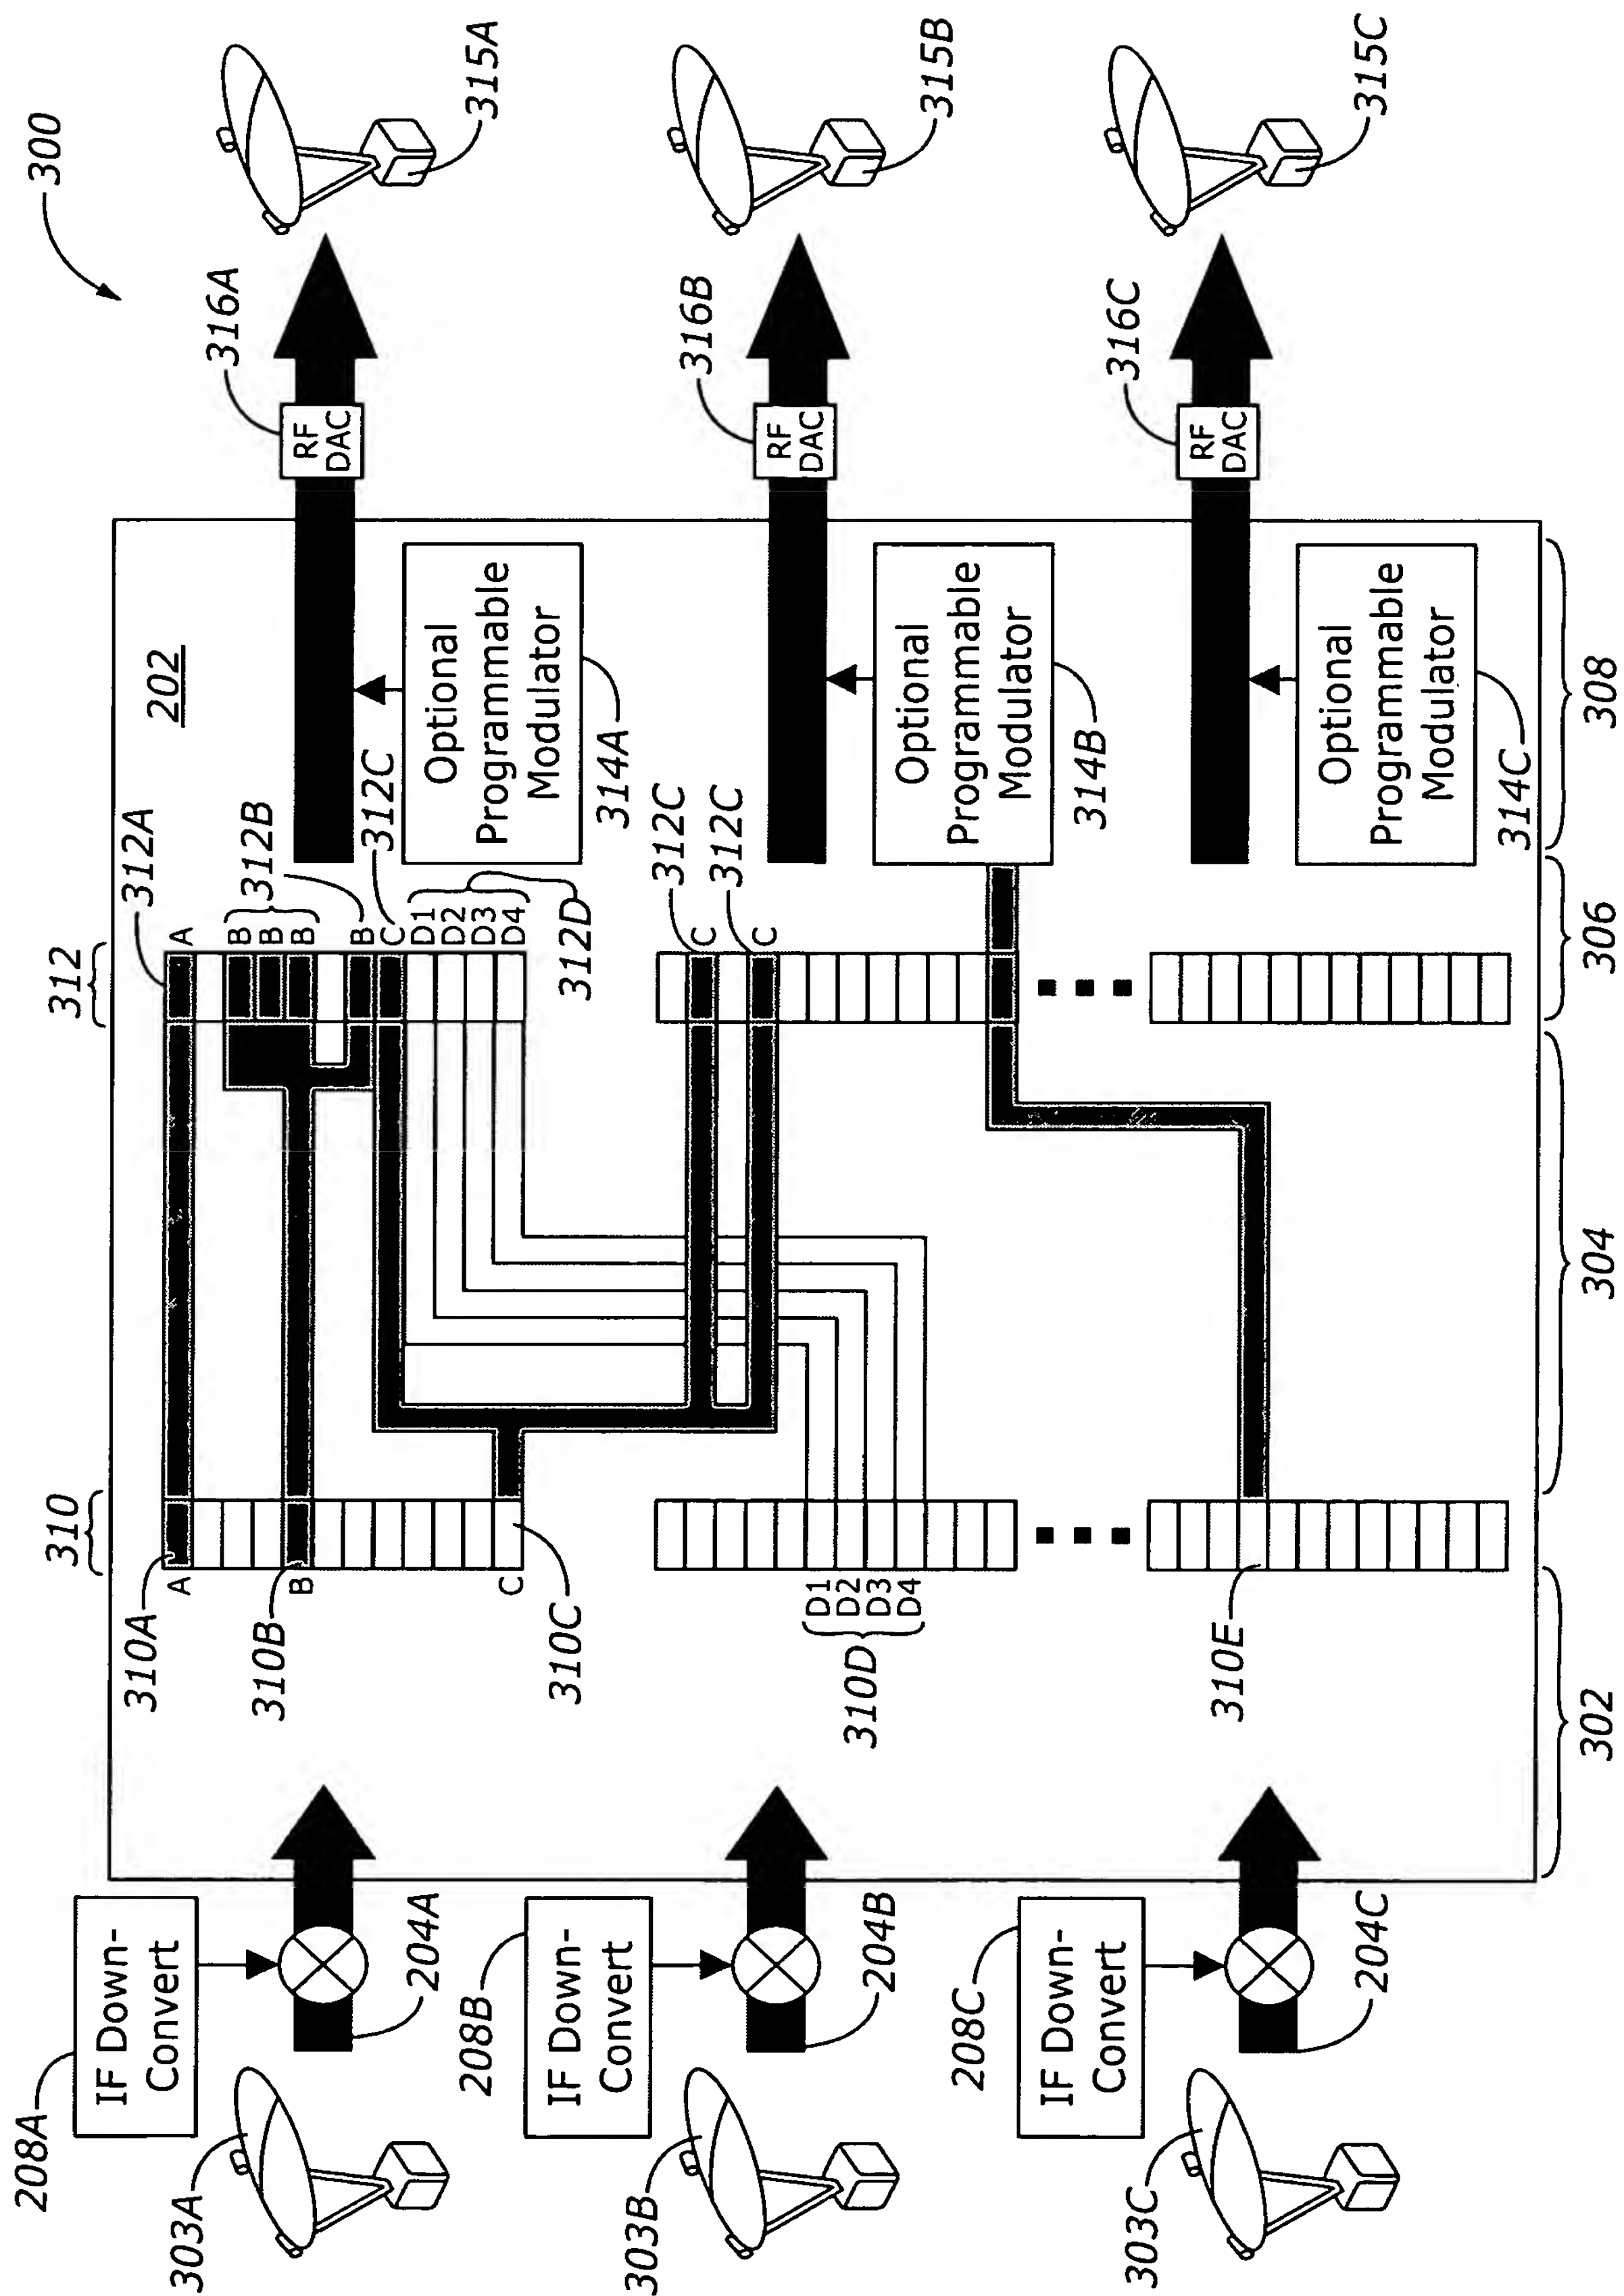 300
208A
IF Down-
Convert
303A
204A
208B
IF Down-
Convert
303B
204B
208C
IF Down-
Convert
303C
204C
202
310
310A
A
310B
B
310C
C
D1
D2
D3
D4
310D
310E
312
312A
A
B
B
B
312B
B
C
312C
D1
D2
D3
D4
312D
312C
C
312C
C
Optional
Programmable
Modulator
314A
Optional
Programmable
Modulator
314B
Optional
Programmable
Modulator
314C
316A
RF
DAC
315A
316B
RF
DAC
315B
316C
RF
DAC
315C
302
304
306
308